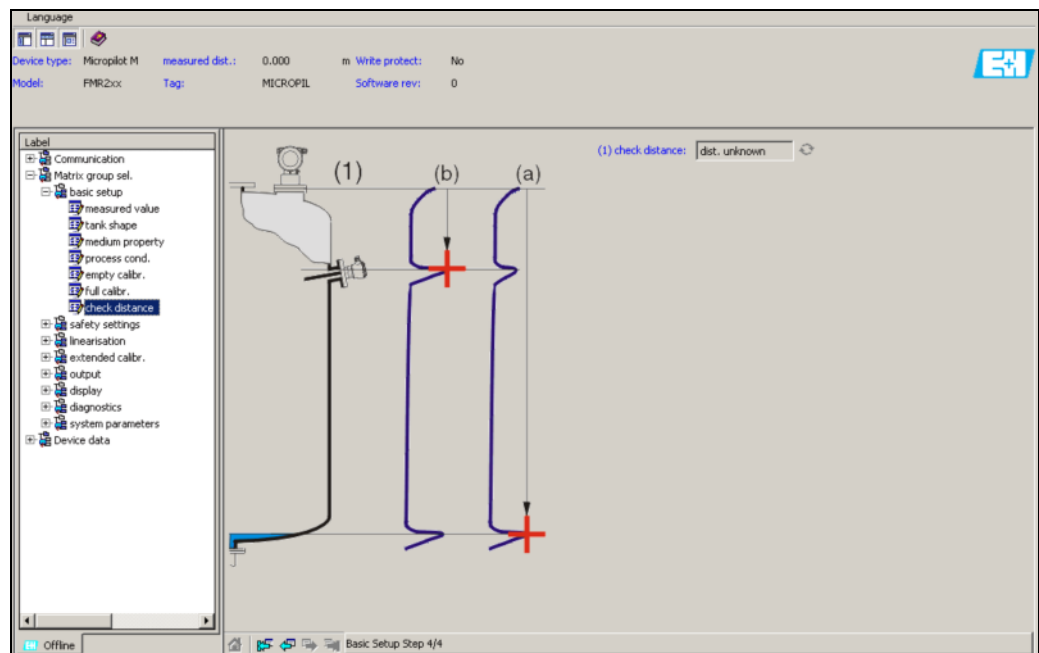 Language
Device type: Micropilot M measured dist.: 0.000 m Write protect: No
Model: FMR2xx Tag: MICROPIL Software rev: 0
E+H
Label
Communication
Matrix group sel.
basic setup
measured value
tank shape
medium property
process cond.
empty calibr.
full calibr.
check distance
safety settings
linearisation
extended calibr.
output
display
diagnostics
system parameters
Device data
(1) (b) (a)
(1) check distance: dist. unknown
Offline
Basic Setup Step 4/4